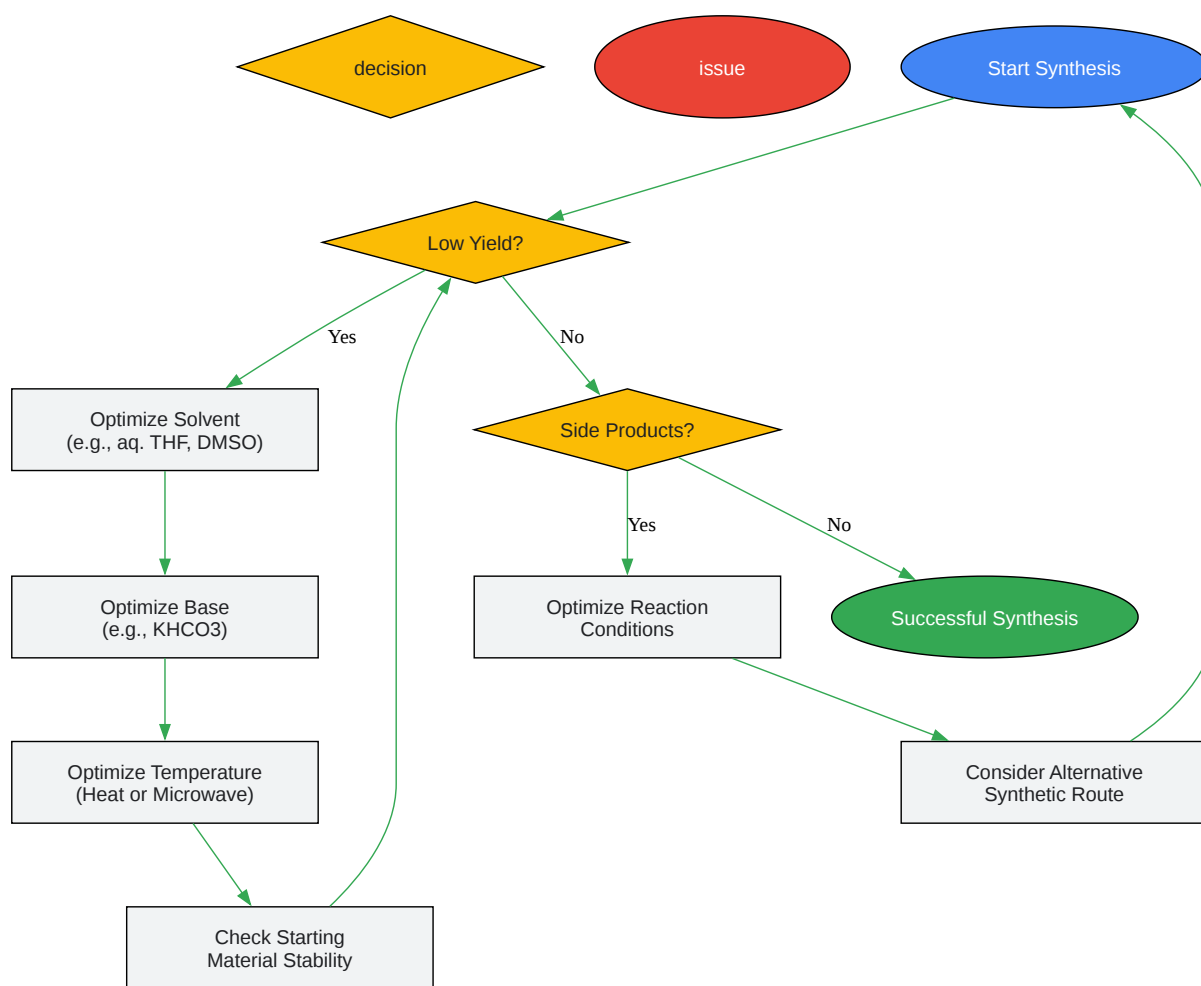 decision
issue
Start Synthesis
Low Yield?
Yes
No
Optimize Solvent
(e.g., aq. THF, DMSO)
Side Products?
Yes
No
Optimize Base
(e.g., KHCO3)
Optimize Reaction
Conditions
Successful Synthesis
Optimize Temperature
(Heat or Microwave)
Consider Alternative
Synthetic Route
Check Starting
Material Stability